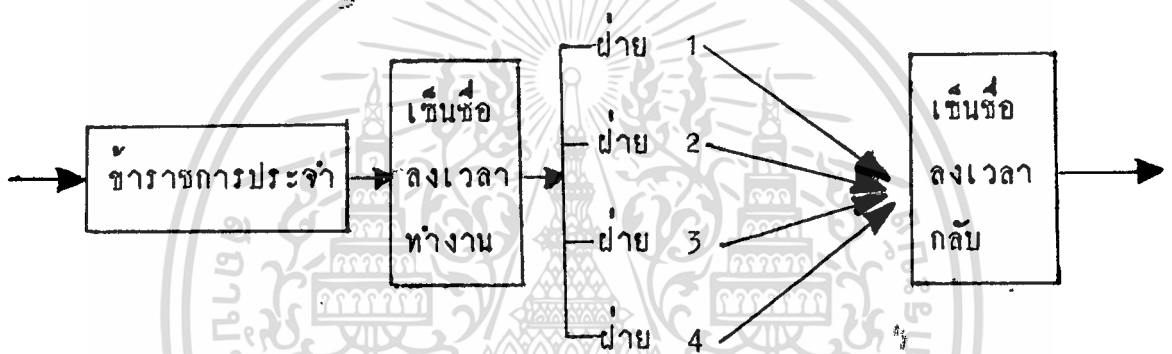 ข้าราชการประจำ
เซ็นชื่อ
ลงเวลา
ทำงาน
ฝ่าย 1
ฝ่าย 2
ฝ่าย 3
ฝ่าย 4
เซ็นชื่อ
ลงเวลา
กลับ